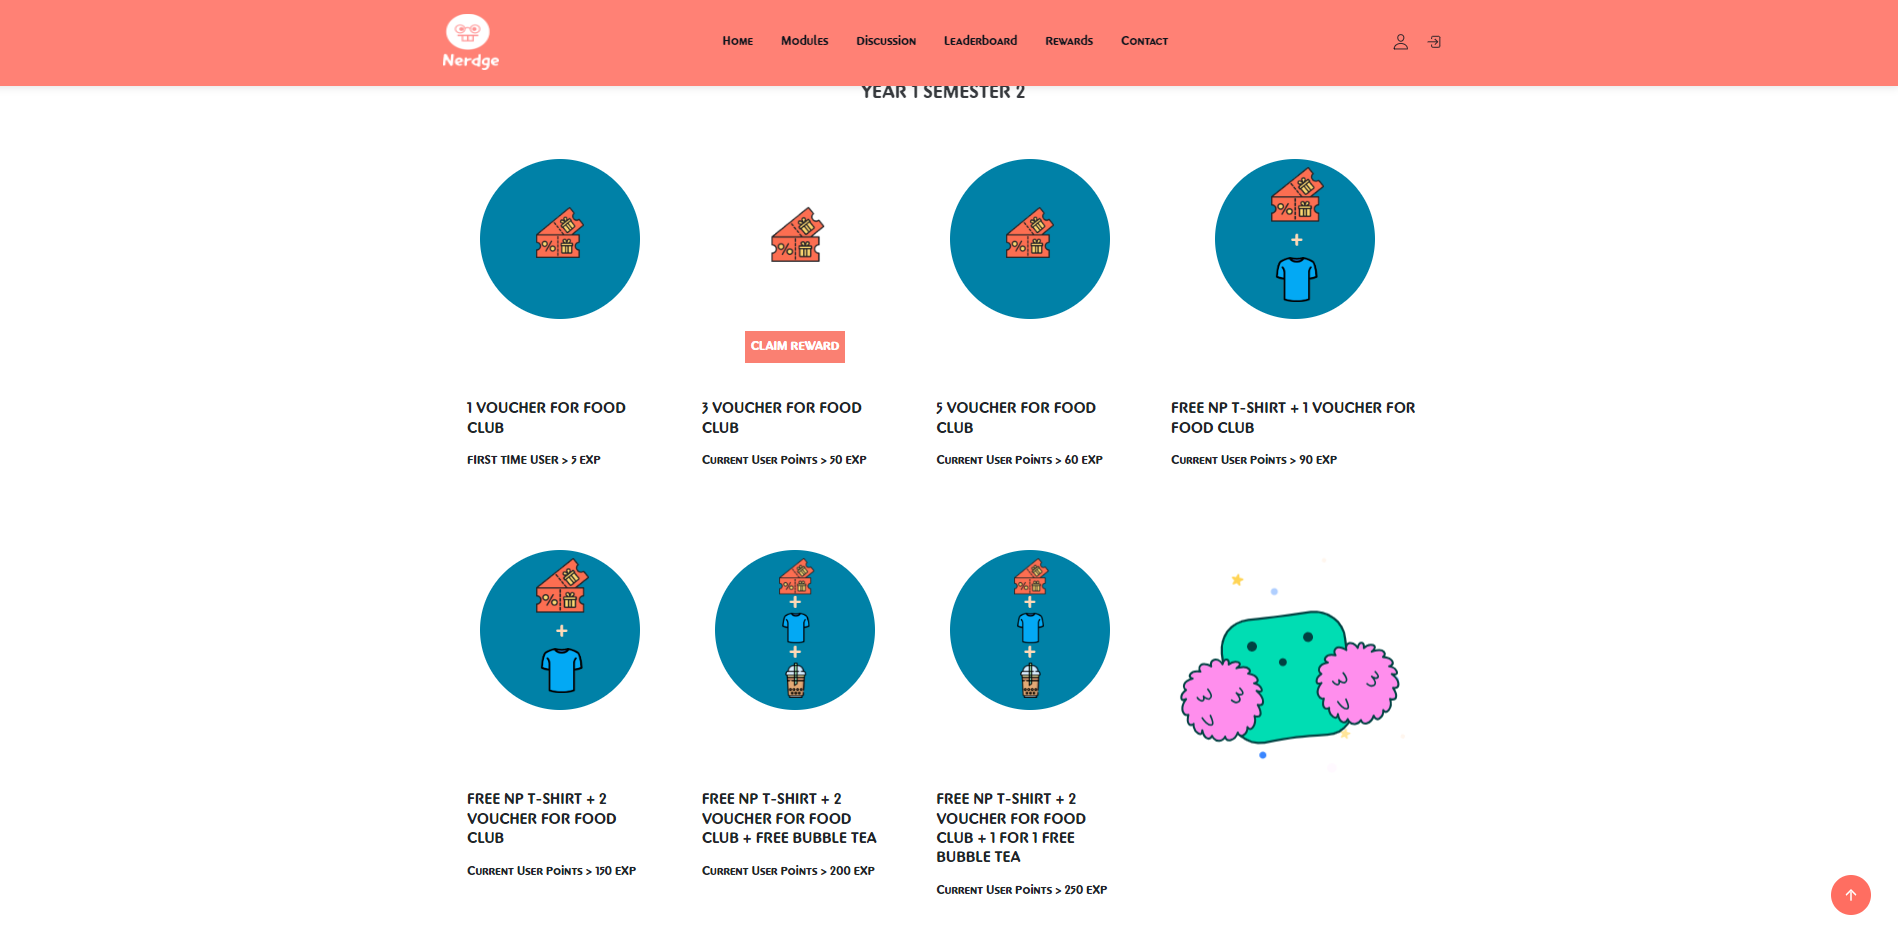 Nerdge
Home Modules Discussion Leaderboard Rewards Contact
YEAR 1 SEMESTER 2
CLAIM REWARD
1 VOUCHER FOR FOOD
CLUB
FIRST TIME USER > 5 EXP
3 VOUCHER FOR FOOD
CLUB
Current User Points > 50 EXP
5 VOUCHER FOR FOOD
CLUB
Current User Points > 60 EXP
FREE NP T-SHIRT + 1 VOUCHER FOR
FOOD CLUB
Current User Points > 90 EXP
FREE NP T-SHIRT + 2
VOUCHER FOR FOOD
CLUB
Current User Points > 150 EXP
FREE NP T-SHIRT + 2
VOUCHER FOR FOOD
CLUB + FREE BUBBLE TEA
Current User Points > 200 EXP
FREE NP T-SHIRT + 2
VOUCHER FOR FOOD
CLUB + 1 FOR 1 FREE
BUBBLE TEA
Current User Points > 250 EXP